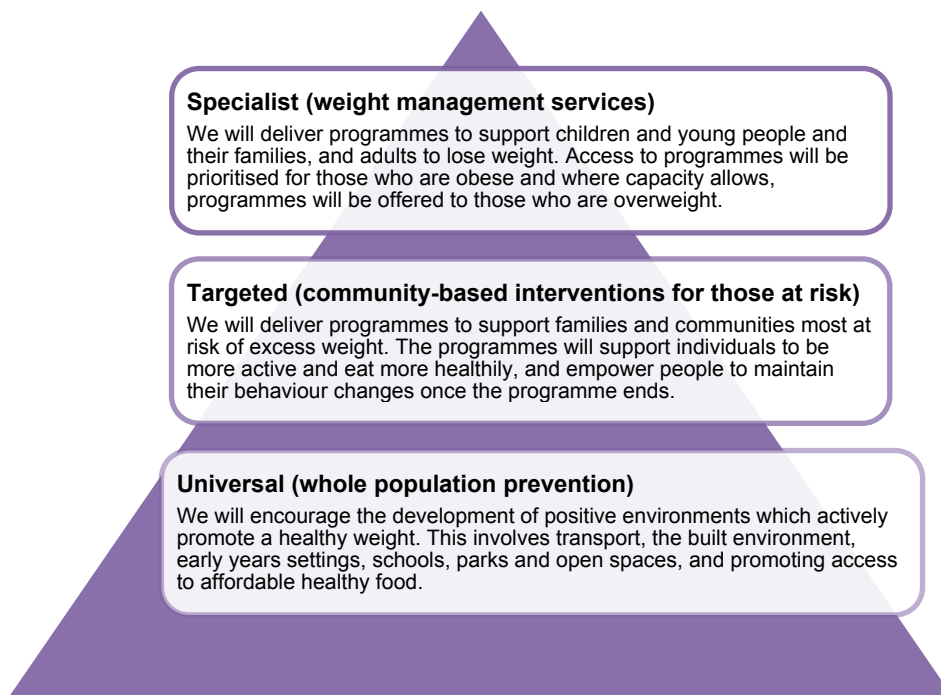 Specialist (weight management services)
We will deliver programmes to support children and young people and
their families, and adults to lose weight. Access to programmes will be
prioritised for those who are obese and where capacity allows,
programmes will be offered to those who are overweight.
Targeted (community-based interventions for those at risk)
We will deliver programmes to support families and communities most at
risk of excess weight. The programmes will support individuals to be
more active and eat more healthily, and empower people to maintain
their behaviour changes once the programme ends.
Universal (whole population prevention)
We will encourage the development of positive environments which actively
promote a healthy weight. This involves transport, the built environment,
early years settings, schools, parks and open spaces, and promoting access
to affordable healthy food.